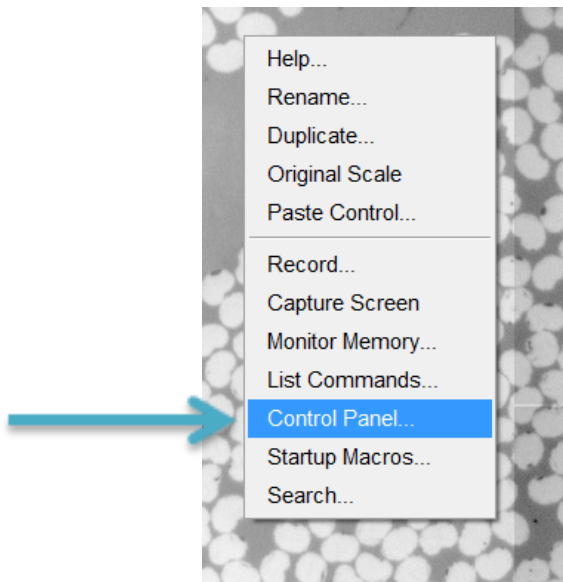 Help...
Rename...
Duplicate...
Original Scale
Paste Control...
Record...
Capture Screen
Monitor Memory...
List Commands...
Control Panel...
Startup Macros...
Search...